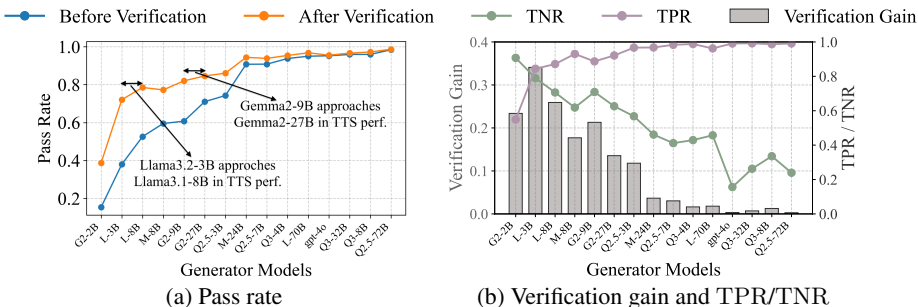 Before Verification
After Verification
TNR
TPR
Verification Gain
Pass Rate
1.0
0.8
0.6
0.4
0.2
Gemma2-9B approaches
Gemma2-27B in TTS perf.
Llama3.2-3B approches
Llama3.1-8B in TTS perf.
G2-2B
L-3B
L-8B
M-8B
G2-9B
G2-27B
Q2.5-3B
M-24B
Q2.5-7B
Q3-4B
L-70B
gpt-4o
Q3-32B
Q3-8B
Q2.5-72B
Generator Models
(a) Pass rate
Verification Gain
0.4
0.3
0.2
0.1
0.0
1.0
0.8
0.6
0.4
0.2
0.0
TPR / TNR
G2-2B
L-3B
L-8B
M-8B
G2-9B
G2-27B
Q2.5-3B
M-24B
Q2.5-7B
Q3-4B
L-70B
gpt-4o
Q3-32B
Q3-8B
Q2.5-72B
Generator Models
(b) Verification gain and TPR/TNR